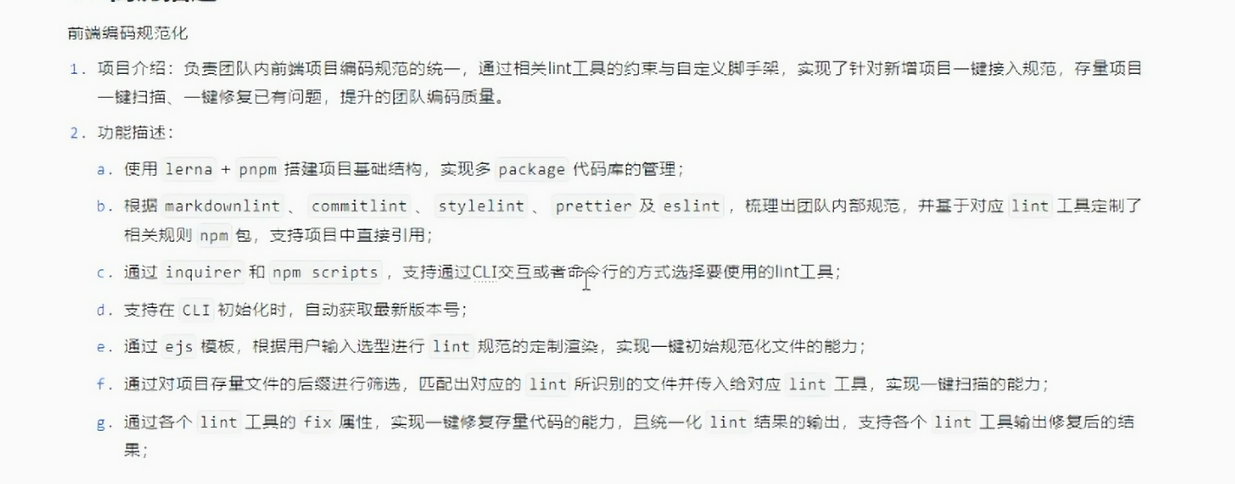 前端编码规范化
1. 项目介绍：负责团队内前端项目编码规范的统一，通过相关lint工具的约束与自定义脚手架，实现了针对新增项目一键接入规范，存量项目
一键扫描、一键修复已有问题，提升的团队编码质量。
2. 功能描述：
a. 使用 lerna + pnpm 搭建项目基础结构，实现多 package 代码库的管理；
b. 根据 markdownlint 、 commitlint 、 stylelint 、 prettier 及 eslint ，梳理出团队内部规范，并基于对应 lint 工具定制了
相关规则 npm 包，支持项目中直接引用；
c. 通过 inquirer 和 npm scripts ，支持通过CLI交互或者命令行的方式选择要使用的lint工具；
d. 支持在 CLI 初始化时，自动获取最新版本号；
e. 通过 ejs 模板，根据用户输入选型进行 lint 规范的定制渲染，实现一键初始规范化文件的能力；
f. 通过对项目存量文件的后缀进行筛选，匹配出对应的 lint 所识别的文件并传入给对应 lint 工具，实现一键扫描的能力；
g. 通过各个 lint 工具的 fix 属性，实现一键修复存量代码的能力，且统一化 lint 结果的输出，支持各个 lint 工具输出修复后的结
果；